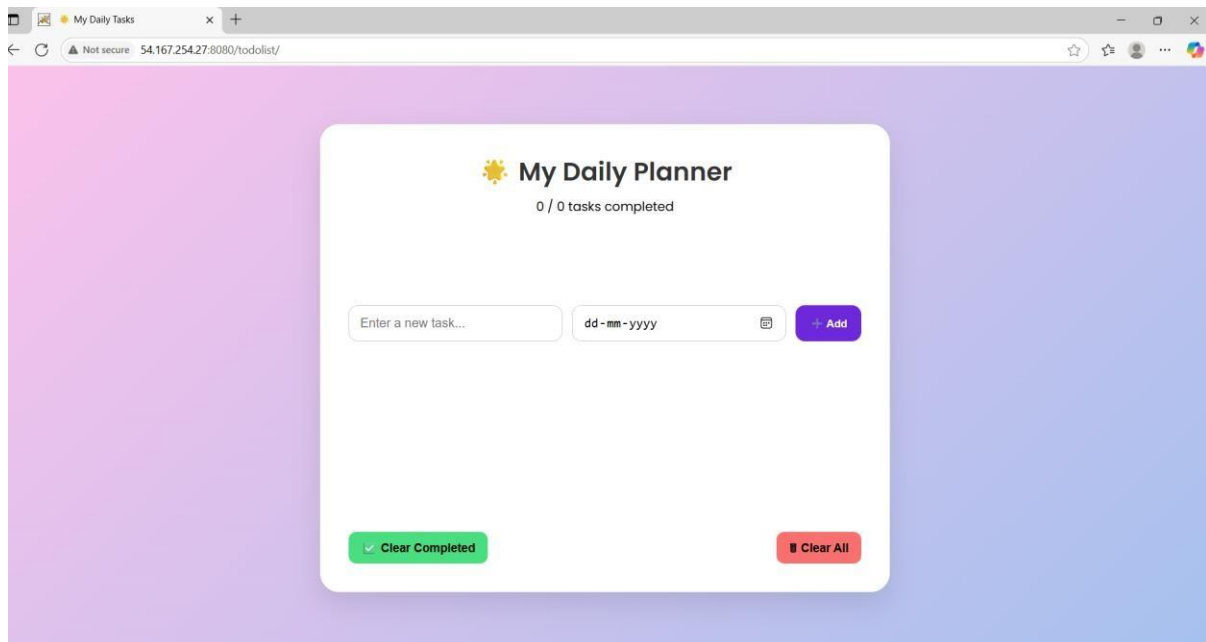 My Daily Tasks
Not secure 54.167.254.27:8080/todolist/
My Daily Planner
0 / 0 tasks completed
Enter a new task...
dd-mm-yyyy
+ Add
Clear Completed
Clear All